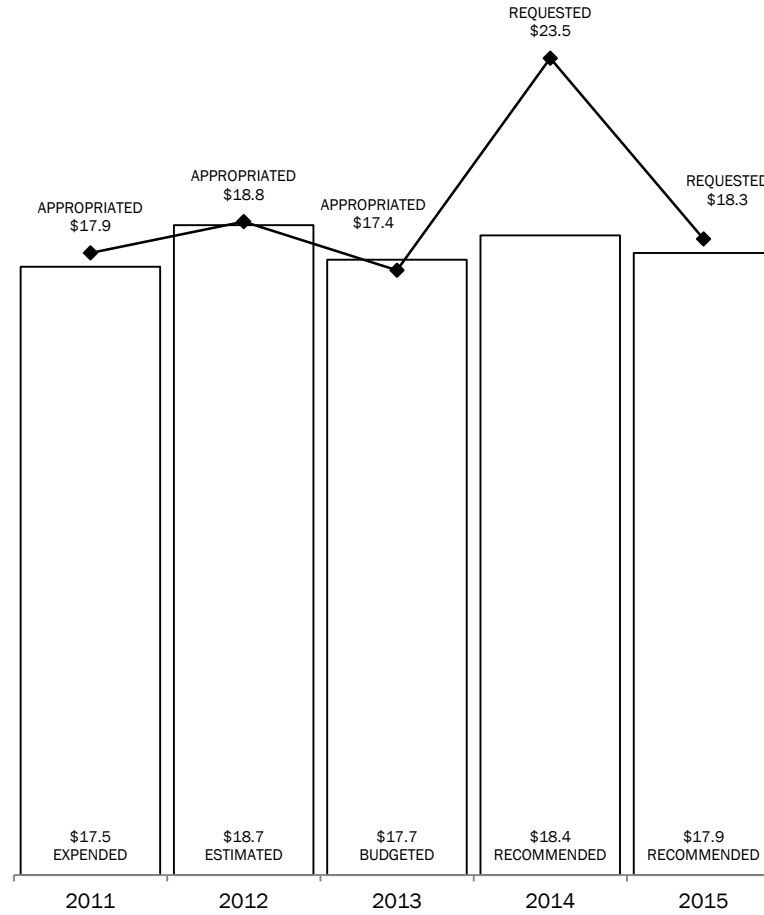 REQUESTED
$23.5
APPROPRIATED
$18.8
REQUESTED
$18.3
APPROPRIATED
$17.9
APPROPRIATED
$17.4
$17.5
EXPENDED
$18.7
ESTIMATED
$17.7
BUDGETED
$18.4
RECOMMENDED
$17.9
RECOMMENDED
2011
2012
2013
2014
2015